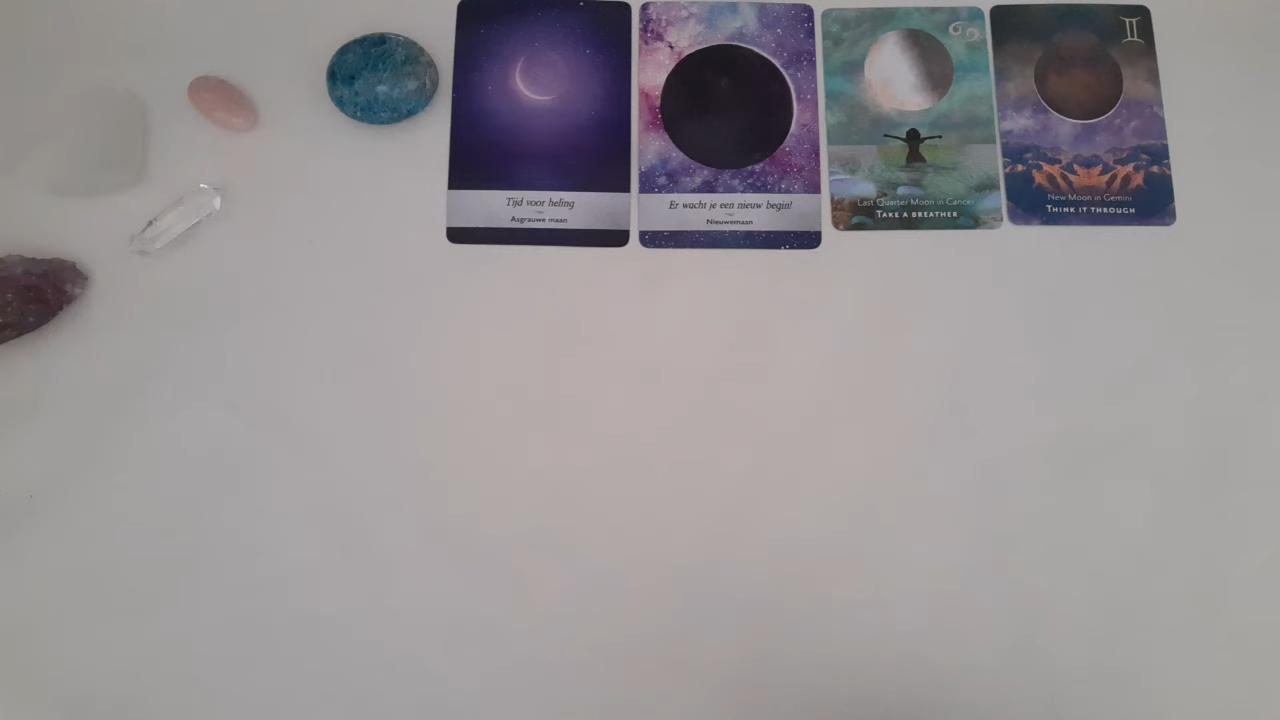 Tijd voor heling
Asgrauwe maan
Er wacht je een nieuw begin!
Nieuwemaan
Last Quarter Moon in Cancer
TAKE A BREATHER
New Moon in Gemini
THINK IT THROUGH